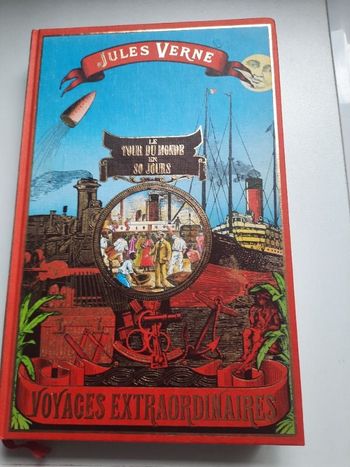 JULES VERNE
LE
TOUR DU MONDE
EN
80 JOURS
VOYAGES EXTRAORDINAIRES